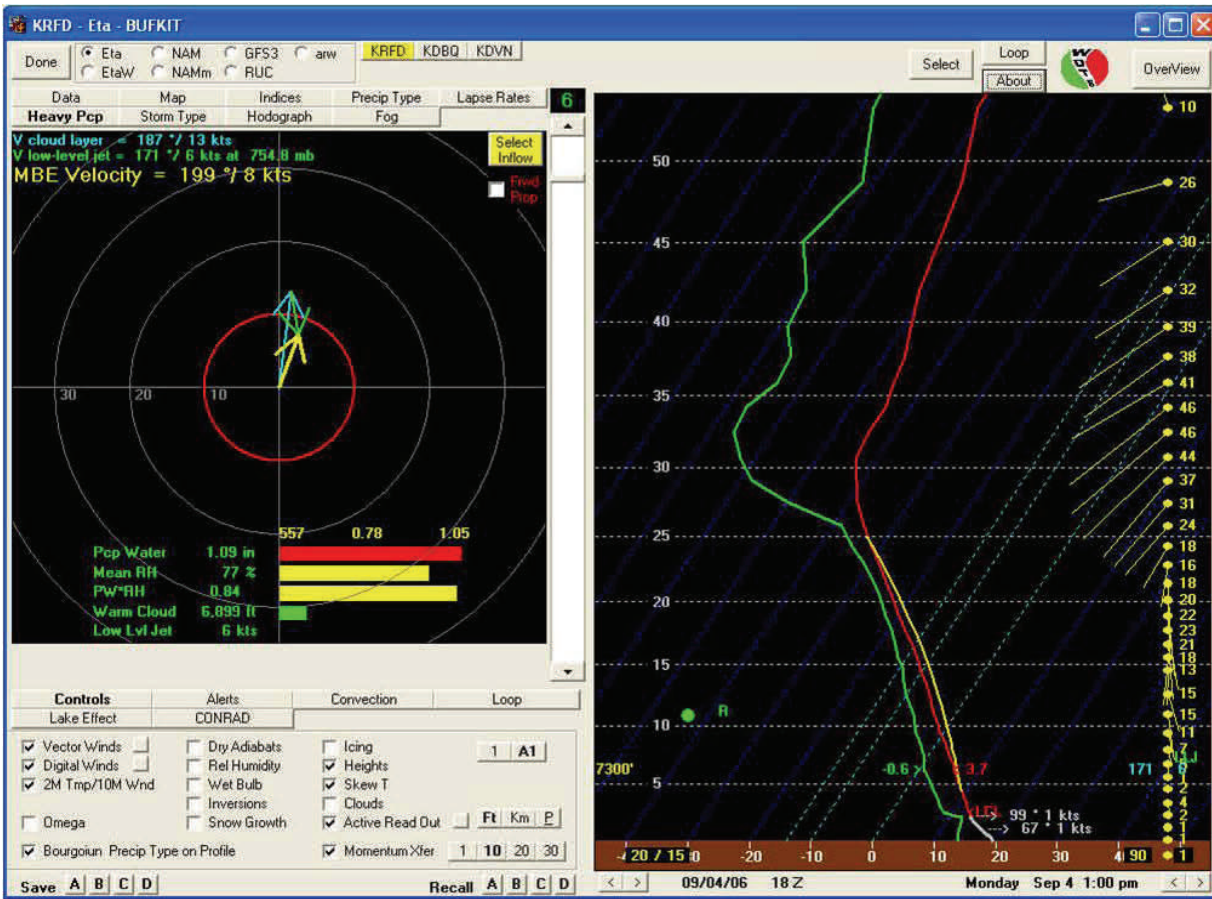 KRFD - Eta - BUFKIT
Done Eta NAM GFS3 arw KRFD KDBQ KDVN
EtaW NAMm RUC
Select Loop About OverView
Data Map Indices Precip Type Lapse Rates 6
Heavy Pcp Storm Type Hodograph Fog
V cloud layer = 187 °/ 13 kts
V low-level jet = 171 °/ 6 kts at 754.8 mb
MBE Velocity = 199 °/ 8 kts
Select Inflow
Frwd Prop
30 20 10
557 0.78 1.05
Pcp Water 1.09 in
Mean RH 77 %
PW*RH 0.84
Warm Cloud 6,899 ft
Low Lvl Jet 6 kts
Controls Alerts Convection Loop
Lake Effect CONRAD
Vector Winds Dry Adiabats Icing 1 A1
Digital Winds Rel Humidity Heights
2M Tmp/10M Wnd Wet Bulb Skew T
Inversions Clouds
Omega Snow Growth Active Read Out Ft Km P
Bourgoiun Precip Type on Profile Momentum Xfer 1 10 20 30
Save A B C D Recall A B C D
50
45
40
35
30
25
20
15
10
5
10
26
30
32
39
38
41
46
46
44
37
31
24
18
16
18
20
22
23
21
18
13
15
15
11
7
2
4
2
1
1
R
7300' -0.6 3.7 171
LCL
---> 99 * 1 kts
---> 67 * 1 kts
20 / 15 -20 -10 0 10 20 30 90
< > 09/04/06 18 Z Monday Sep 4 1:00 pm < >